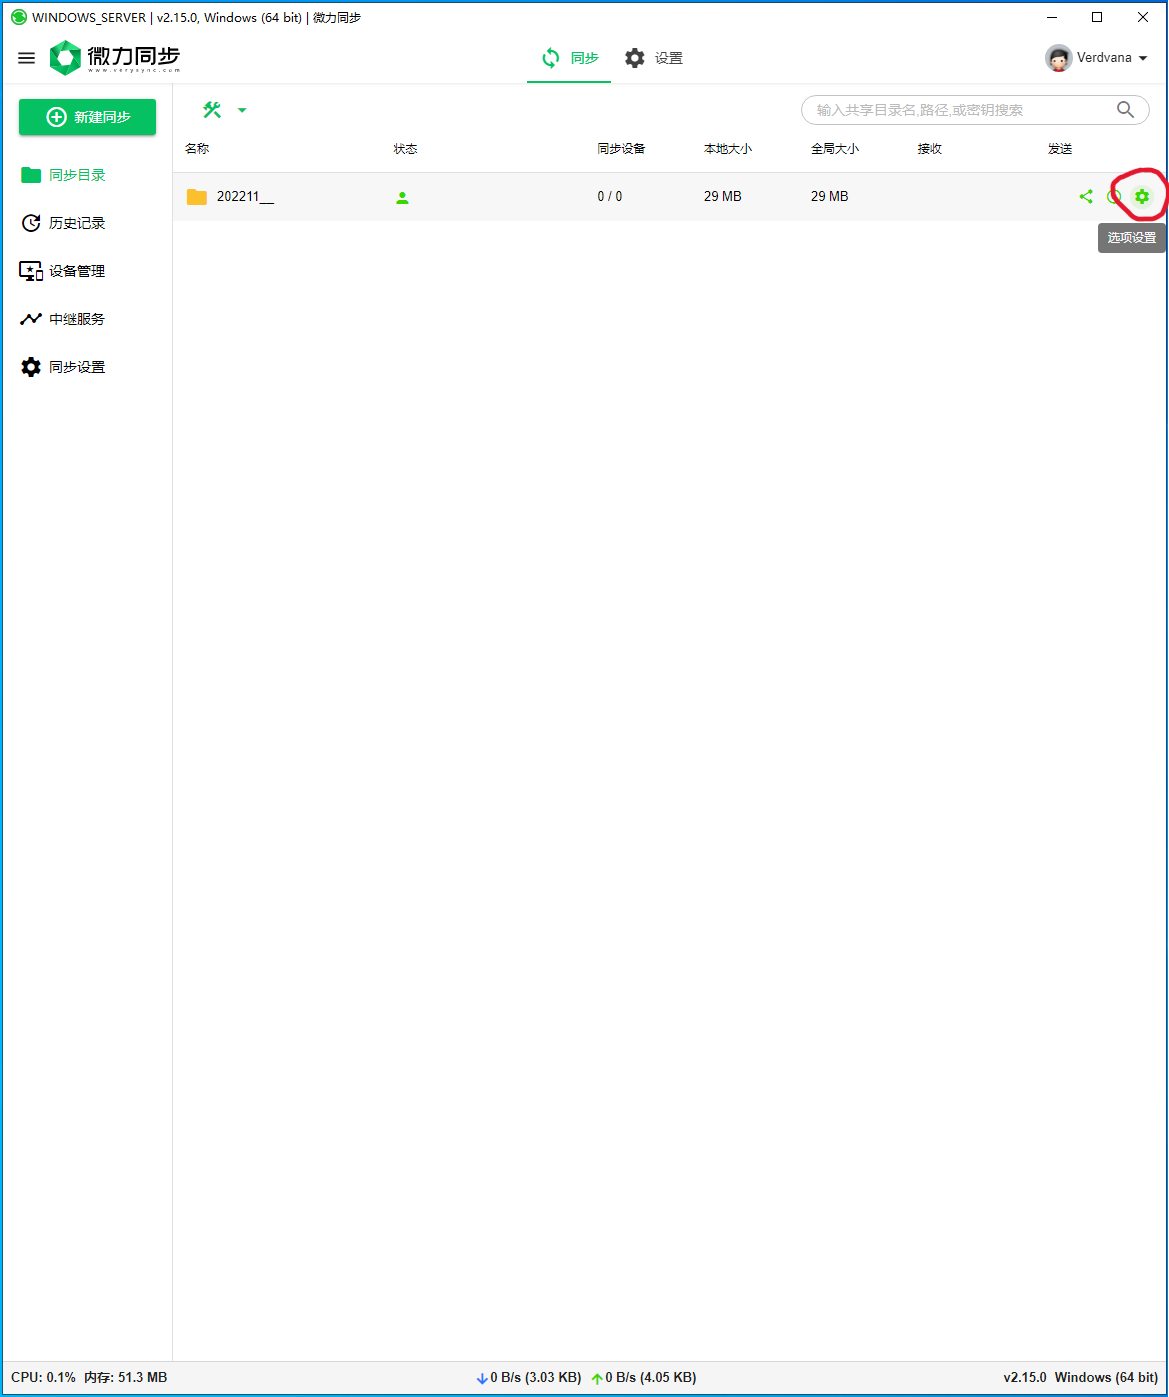 WINDOWS_SERVER | v2.15.0, Windows (64 bit) | 微力同步
微力同步
www.verysync.com
同步
设置
Verdvana
新建同步
输入共享目录名,路径,或密钥搜索
同步目录
历史记录
设备管理
中继服务
同步设置
名称 状态 同步设备 本地大小 全局大小 接收 发送
202211__ 0 / 0 29 MB 29 MB
选项设置
CPU: 0.1% 内存: 51.3 MB 0 B/s (3.03 KB) 0 B/s (4.05 KB) v2.15.0 Windows (64 bit)